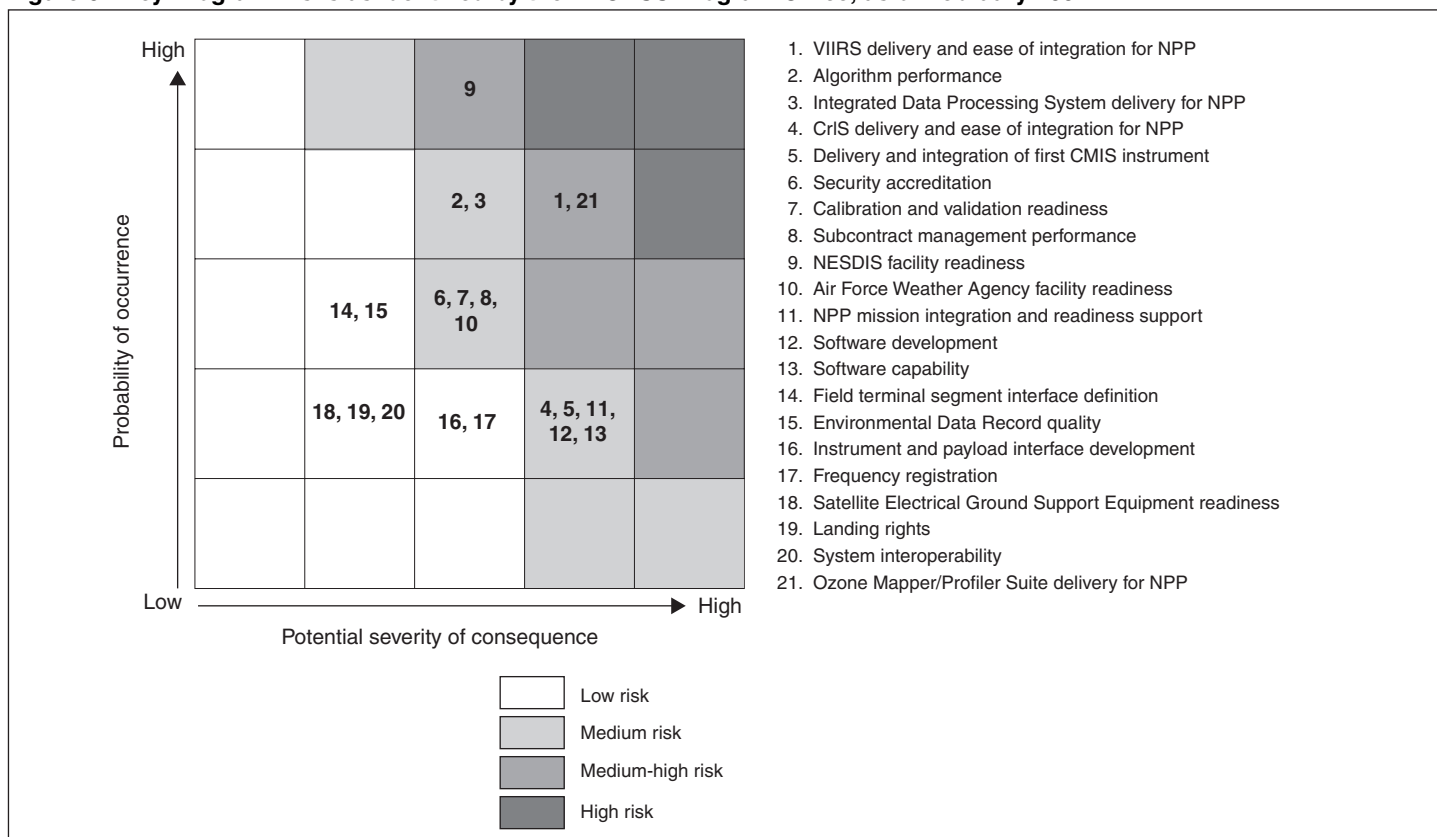 High
9
2, 3
1, 21
14, 15
6, 7, 8,
10
18, 19, 20
16, 17
4, 5, 11,
12, 13
Probability of occurrence
Low
High
Potential severity of consequence
1. VIIRS delivery and ease of integration for NPP
2. Algorithm performance
3. Integrated Data Processing System delivery for NPP
4. CrIS delivery and ease of integration for NPP
5. Delivery and integration of first CMIS instrument
6. Security accreditation
7. Calibration and validation readiness
8. Subcontract management performance
9. NESDIS facility readiness
10. Air Force Weather Agency facility readiness
11. NPP mission integration and readiness support
12. Software development
13. Software capability
14. Field terminal segment interface definition
15. Environmental Data Record quality
16. Instrument and payload interface development
17. Frequency registration
18. Satellite Electrical Ground Support Equipment readiness
19. Landing rights
20. System interoperability
21. Ozone Mapper/Profiler Suite delivery for NPP
Low risk
Medium risk
Medium-high risk
High risk